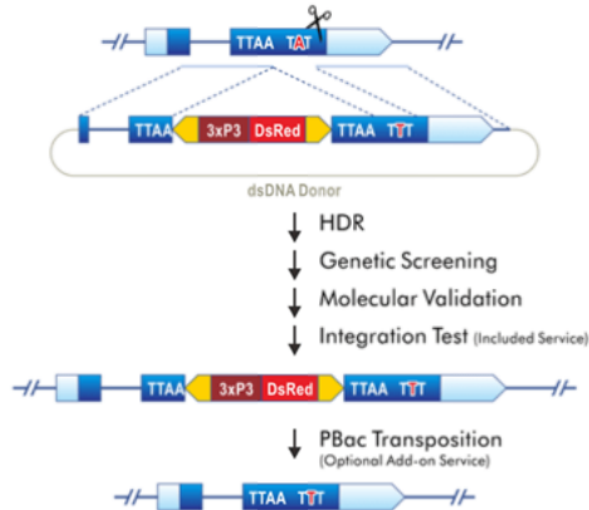 TTAA TAT
TTAA 3xP3 DsRed TTAA TTT
dsDNA Donor
HDR
Genetic Screening
Molecular Validation
Integration Test (Included Service)
TTAA 3xP3 DsRed TTAA TTT
PBac Transposition
(Optional Add-on Service)
TTAA TTT